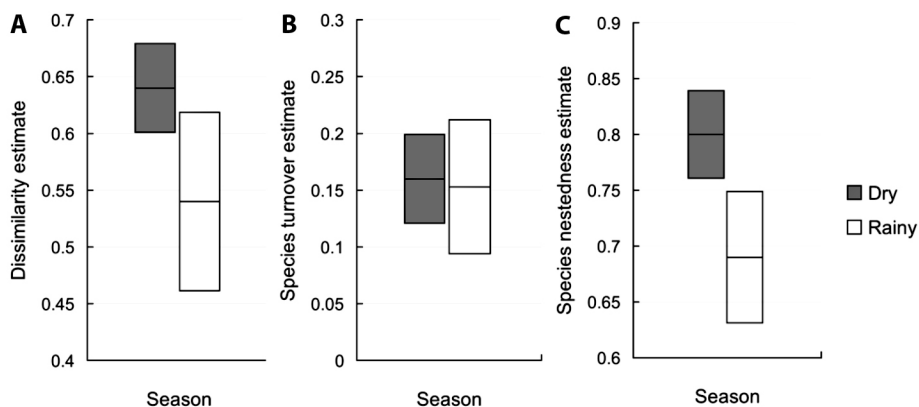 A
Dissimilarity estimate
0.7
0.65
0.6
0.55
0.5
0.45
0.4
Season
B
Species turnover estimate
0.3
0.25
0.2
0.15
0.1
0.05
0
Season
C
Species nestedness estimate
0.9
0.85
0.8
0.75
0.7
0.65
0.6
Season
Dry
Rainy